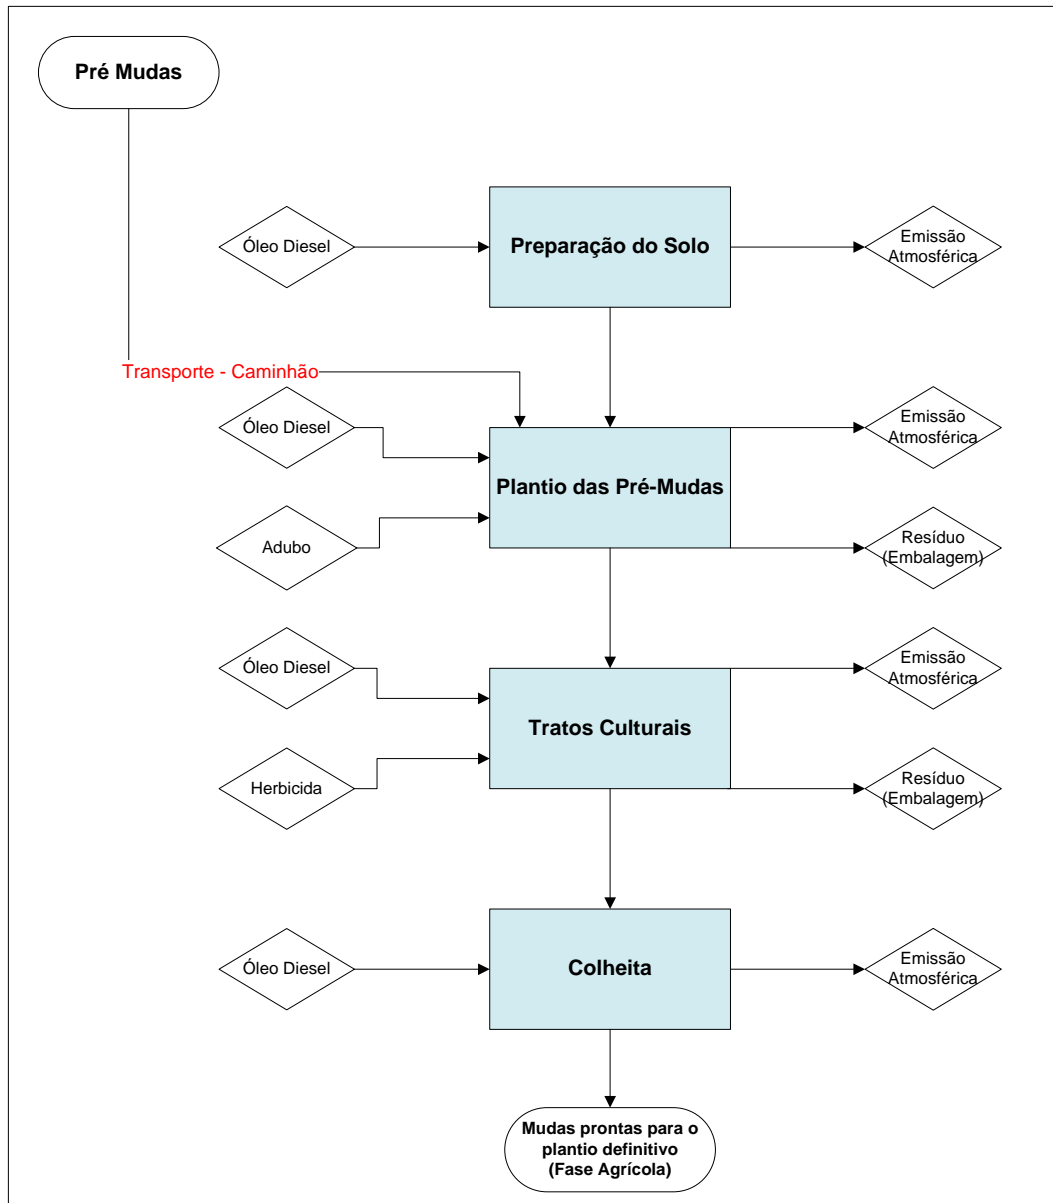 Pré Mudas
Óleo Diesel
Preparação do Solo
Emissão
Atmosférica
Transporte - Caminhão
Óleo Diesel
Emissão
Atmosférica
Plantio das Pré-Mudas
Adubo
Resíduo
(Embalagem)
Óleo Diesel
Emissão
Atmosférica
Tratos Culturais
Herbicida
Resíduo
(Embalagem)
Óleo Diesel
Colheita
Emissão
Atmosférica
Mudas prontas para o
plantio definitivo
(Fase Agrícola)